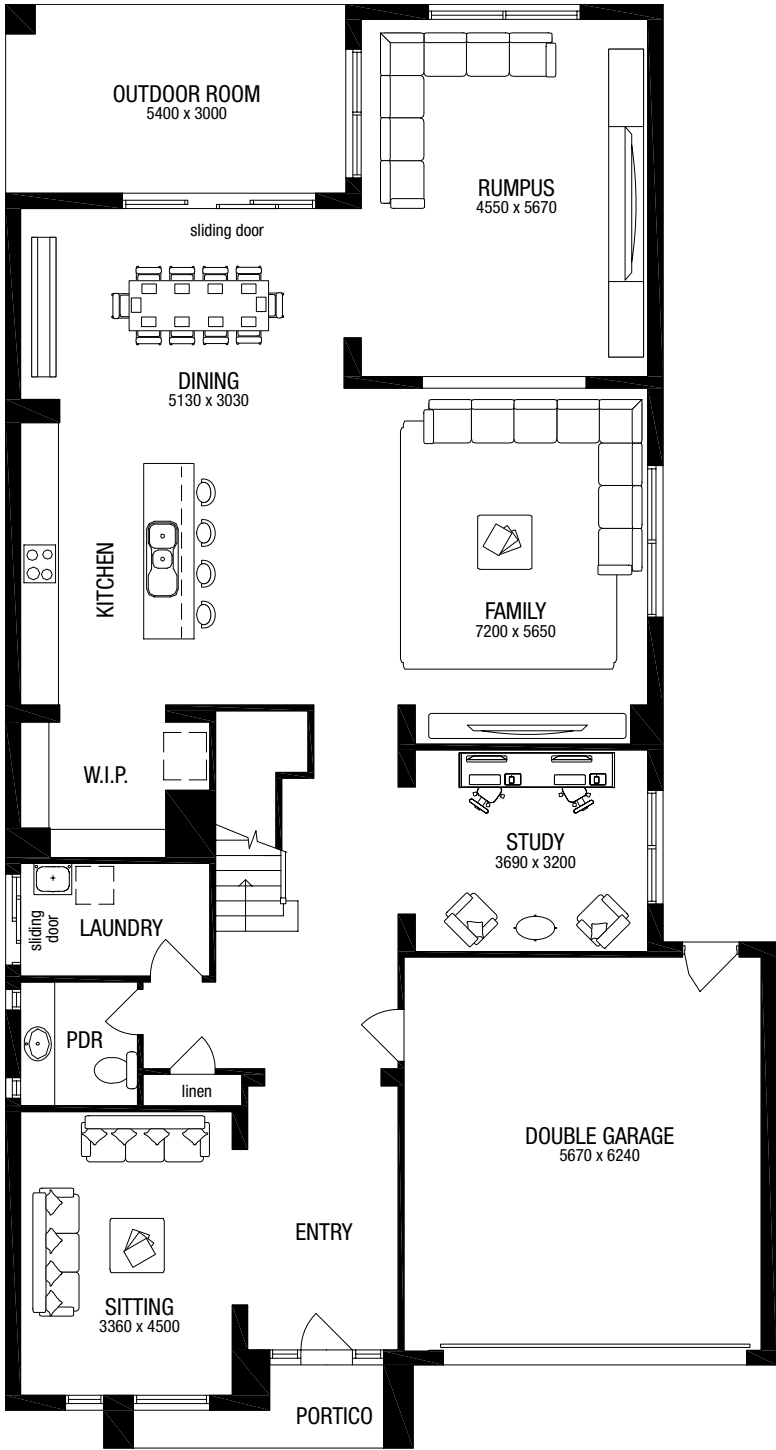 OUTDOOR ROOM
5400 x 3000
RUMPUS
4550 x 5670
sliding door
DINING
5130 x 3030
KITCHEN
FAMILY
7200 x 5650
W.I.P.
STUDY
3690 x 3200
sliding
door
LAUNDRY
PDR
linen
DOUBLE GARAGE
5670 x 6240
ENTRY
SITTING
3360 x 4500
PORTICO